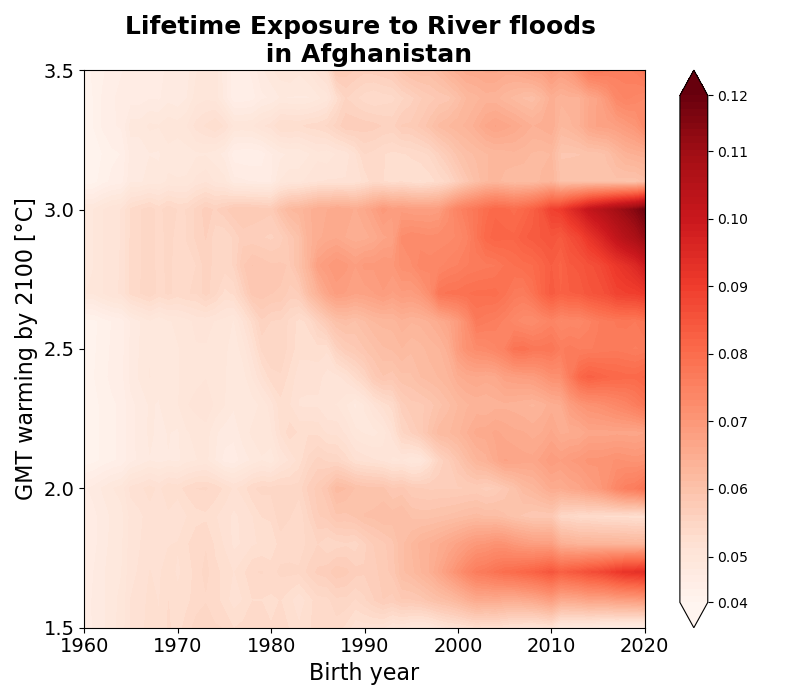 Lifetime Exposure to River floods
in Afghanistan
3.5
3.0
2.5
2.0
1.5
GMT warming by 2100 [°C]
1960 1970 1980 1990 2000 2010 2020
Birth year
0.12
0.11
0.10
0.09
0.08
0.07
0.06
0.05
0.04